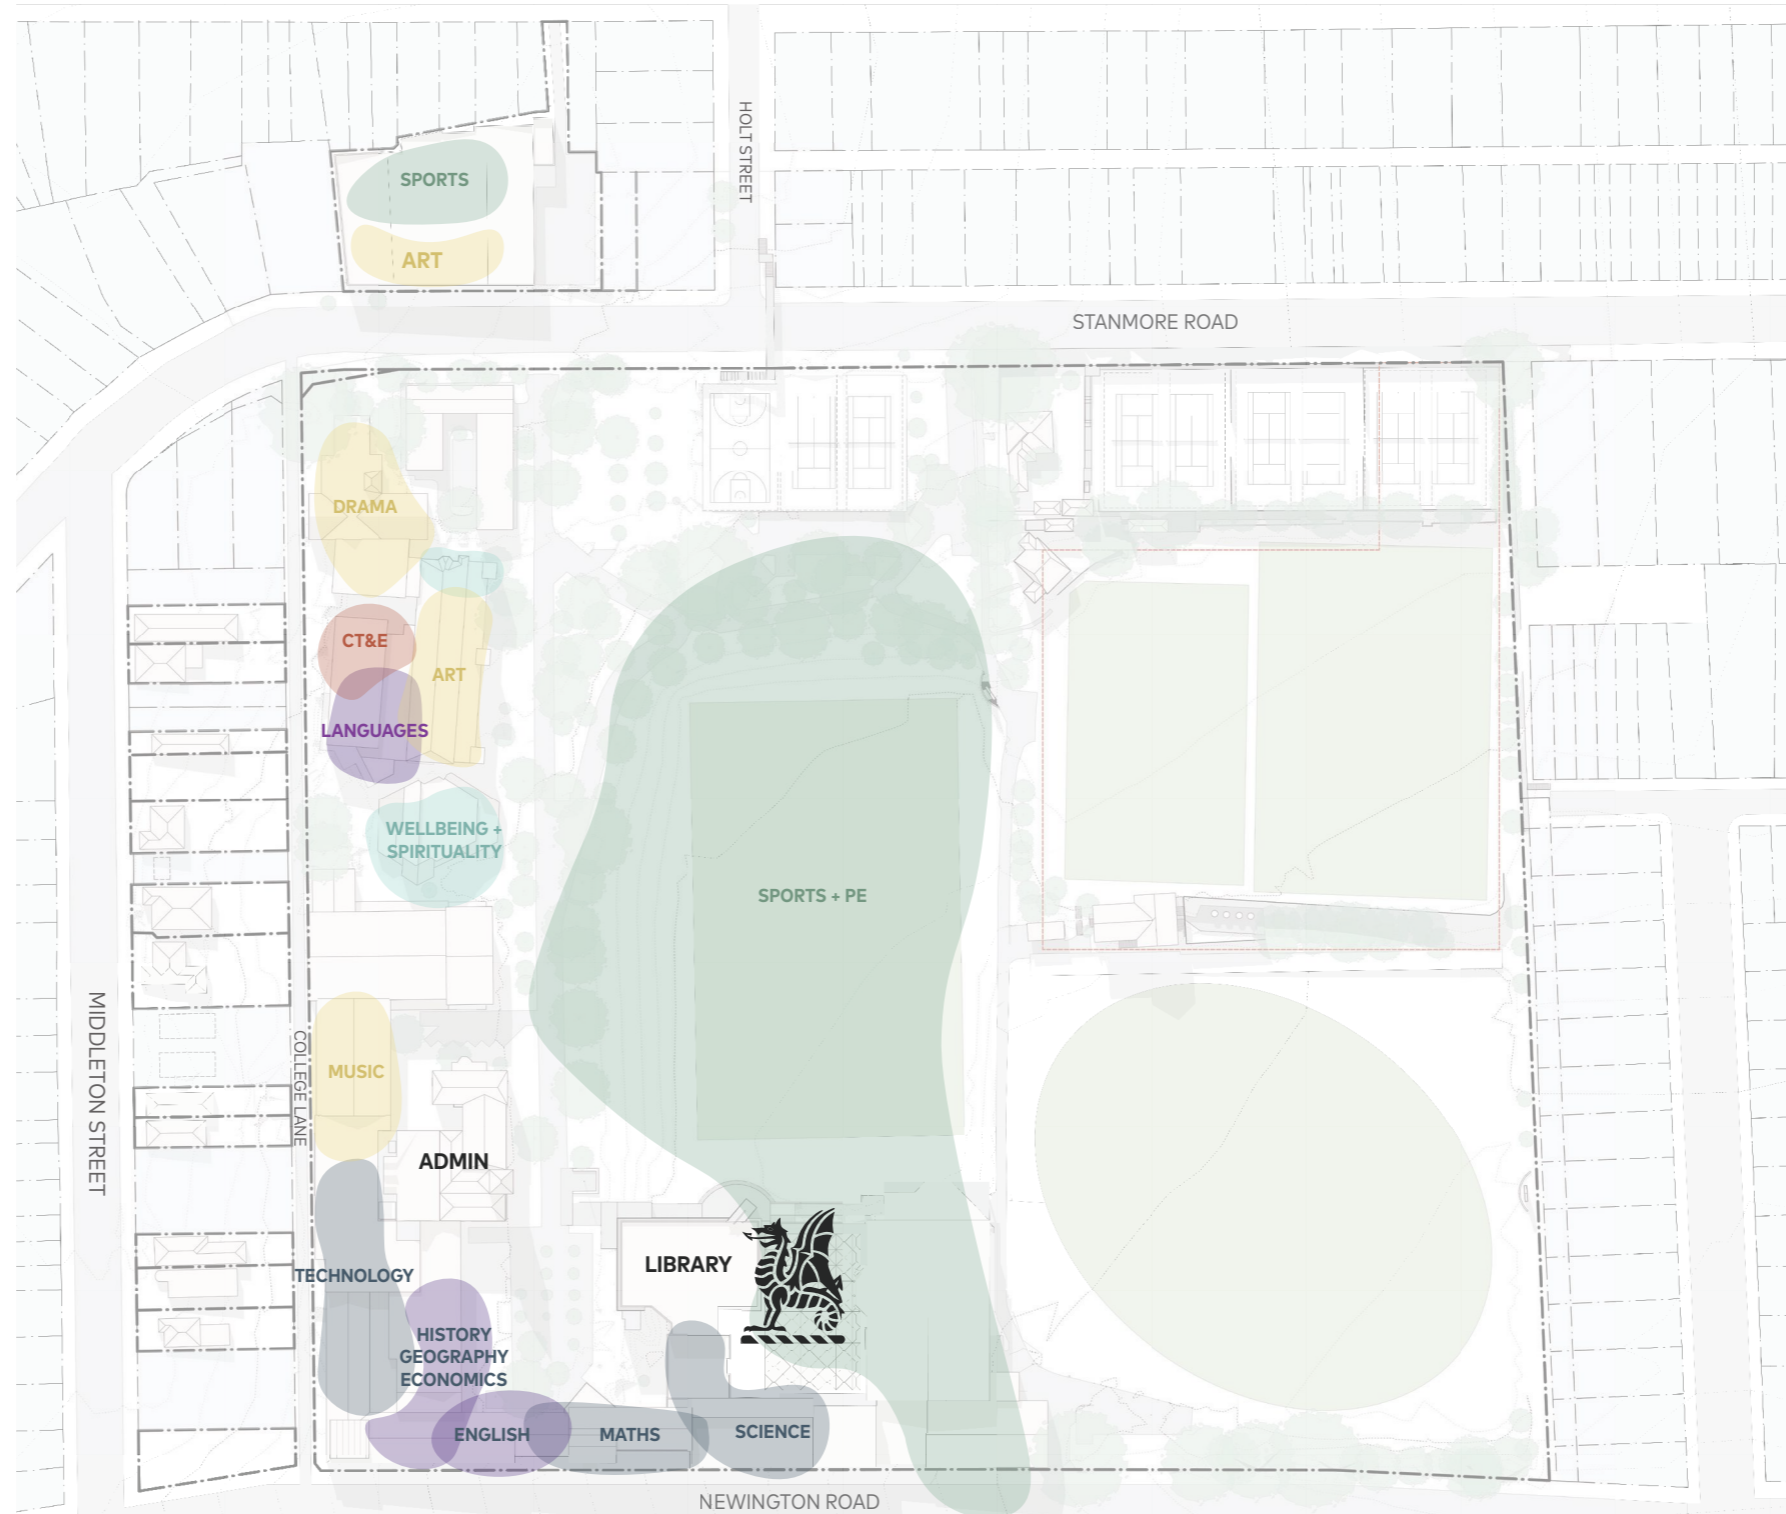 HOLT STREET
SPORTS
ART
STANMORE ROAD
DRAMA
CT&E
ART
LANGUAGES
WELLBEING +
SPIRITUALITY
SPORTS + PE
MIDDLETON STREET
COLLEGE LANE
MUSIC
ADMIN
LIBRARY
TECHNOLOGY
HISTORY
GEOGRAPHY
ECONOMICS
ENGLISH
MATHS
SCIENCE
NEWINGTON ROAD